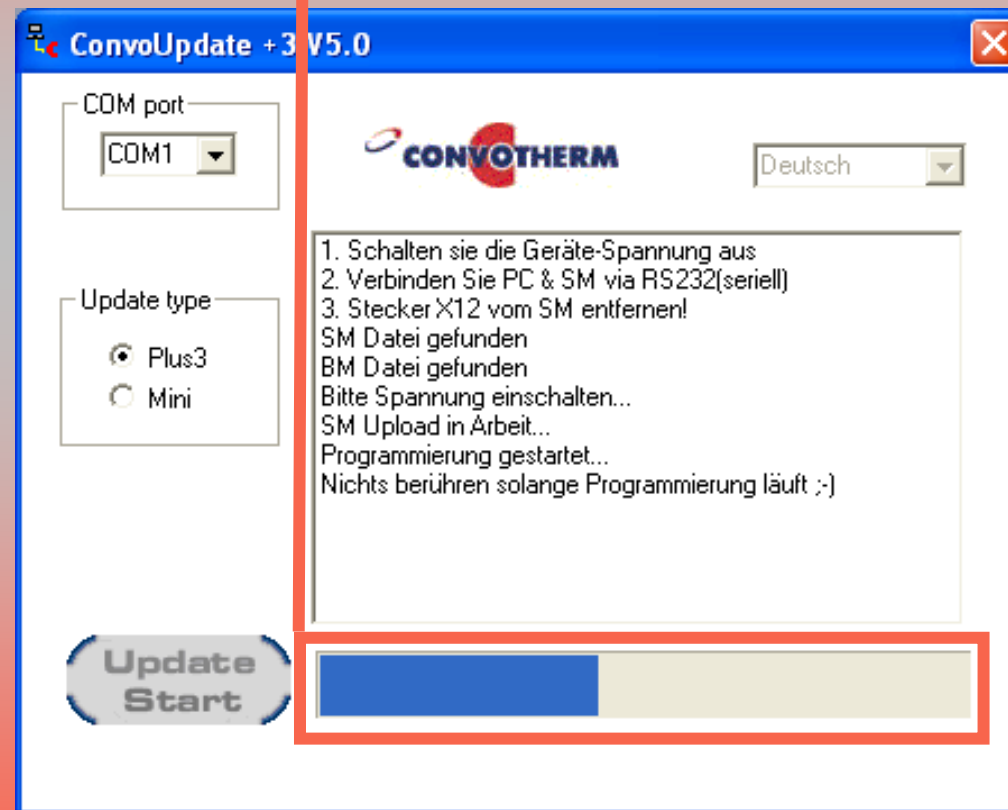 ConvoUpdate +3 V5.0
COM port
COM1
CONVOTHERM
Deutsch
1. Schalten sie die Geräte-Spannung aus
2. Verbinden Sie PC & SM via RS232(seriell)
3. Stecker X12 vom SM entfernen!
SM Datei gefunden
BM Datei gefunden
Bitte Spannung einschalten...
SM Upload in Arbeit...
Programmierung gestartet...
Nichts berühren solange Programmierung läuft ;-)
Update type
Plus3
Mini
Update
Start